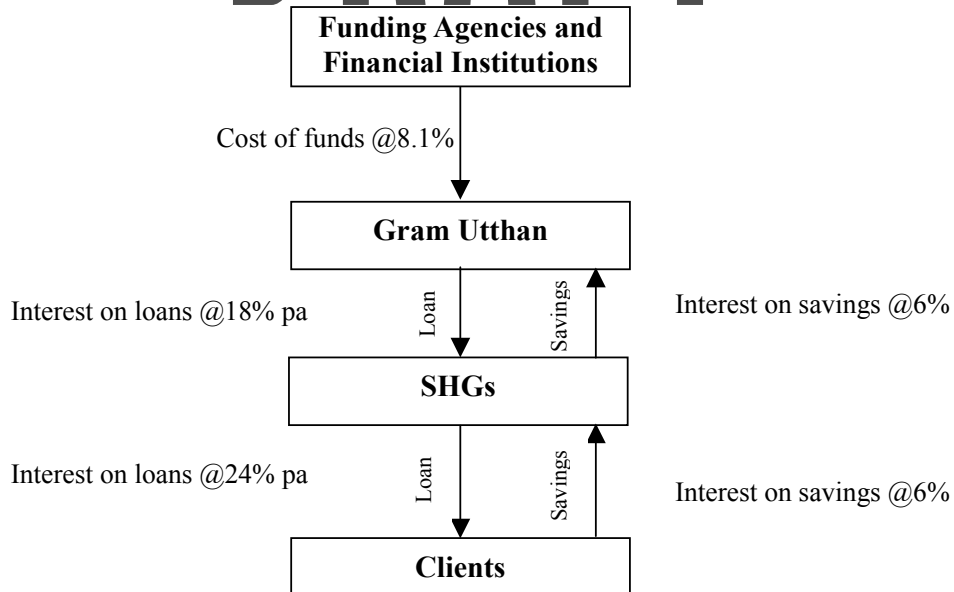 Funding Agencies and
Financial Institutions
Cost of funds @8.1%
Gram Utthan
Interest on loans @18% pa
Loan
Savings
Interest on savings @6%
SHGs
Interest on loans @24% pa
Loan
Savings
Interest on savings @6%
Clients